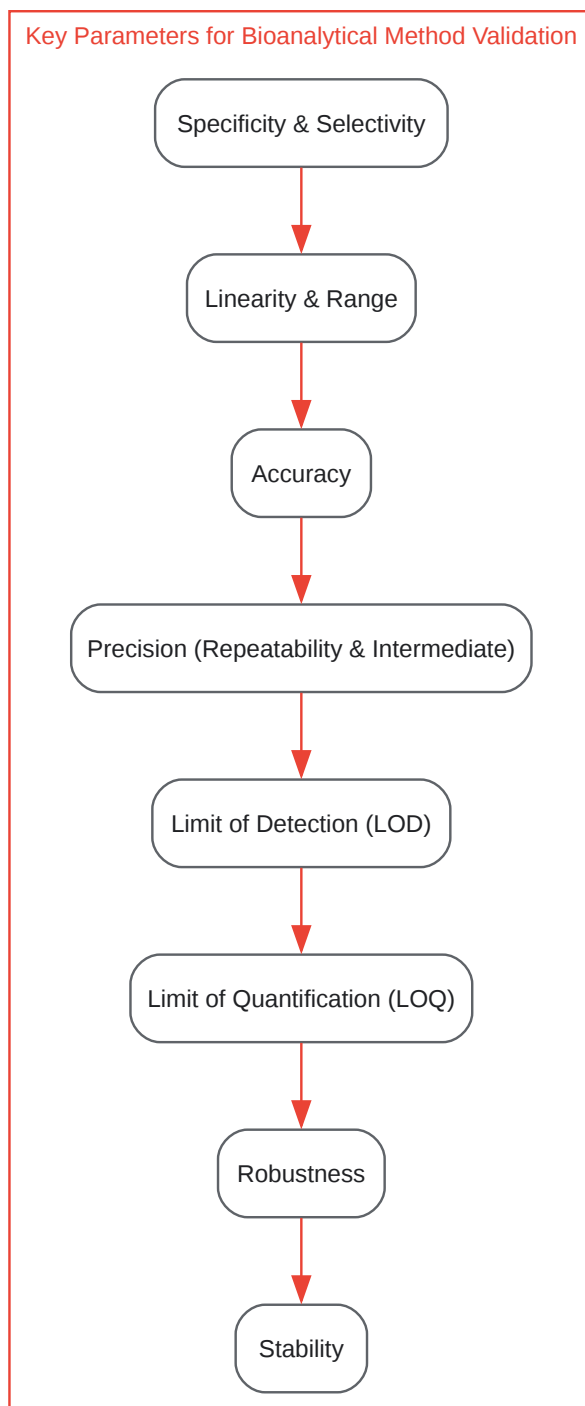 Key Parameters for Bioanalytical Method Validation
Specificity & Selectivity
Linearity & Range
Accuracy
Precision (Repeatability & Intermediate)
Limit of Detection (LOD)
Limit of Quantification (LOQ)
Robustness
Stability